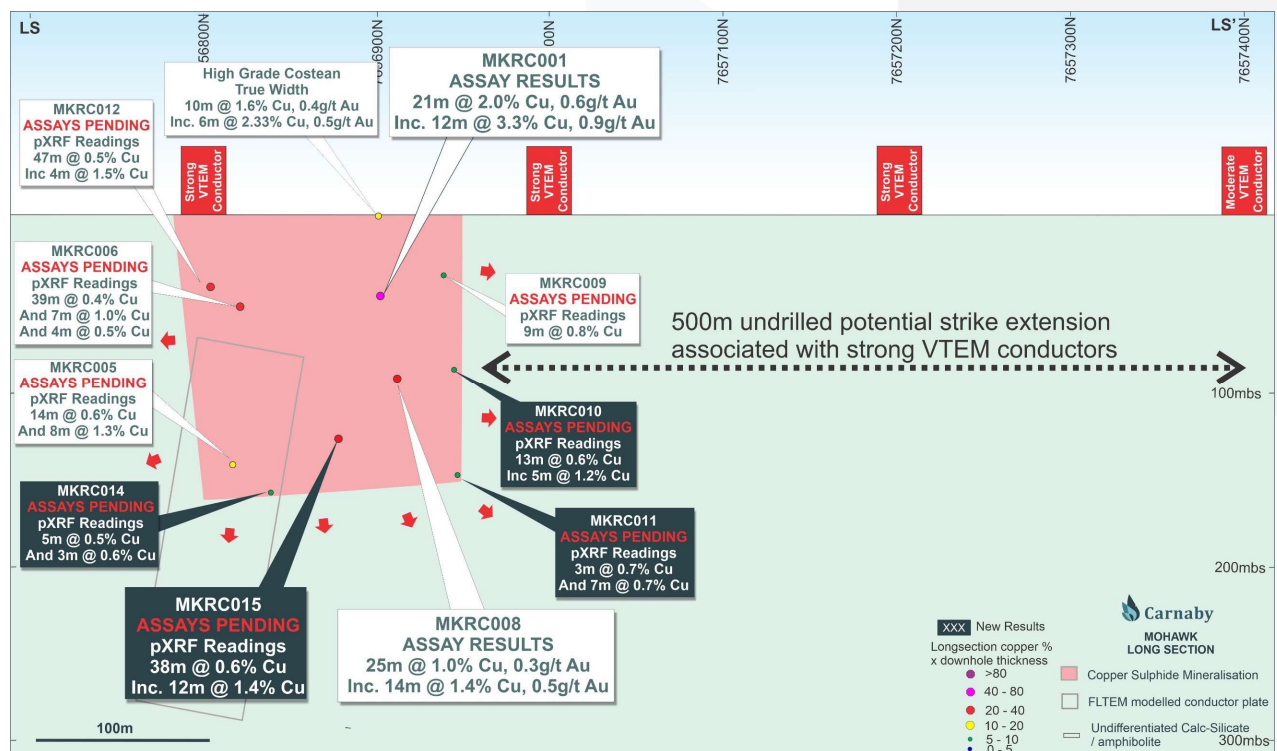 LS
56800N
7656900N
00N
7657100N
7657200N
7657300N
LS'
7657400N
High Grade Costean
True Width
10m @ 1.6% Cu, 0.4g/t Au
Inc. 6m @ 2.33% Cu, 0.5g/t Au
MKRC001
ASSAY RESULTS
21m @ 2.0% Cu, 0.6g/t Au
Inc. 12m @ 3.3% Cu, 0.9g/t Au
MKRC012
ASSAYS PENDING
pXRF Readings
47m @ 0.5% Cu
Inc 4m @ 1.5% Cu
Strong
VTEM
Conductor
Strong
VTEM
Conductor
Strong
VTEM
Conductor
Moderate
VTEM
Conductor
MKRC006
ASSAYS PENDING
pXRF Readings
39m @ 0.4% Cu
And 7m @ 1.0% Cu
And 4m @ 0.5% Cu
MKRC009
ASSAYS PENDING
pXRF Readings
9m @ 0.8% Cu
500m undrilled potential strike extension
associated with strong VTEM conductors
MKRC005
ASSAYS PENDING
pXRF Readings
14m @ 0.6% Cu
And 8m @ 1.3% Cu
100mbs
MKRC010
ASSAYS PENDING
pXRF Readings
13m @ 0.6% Cu
Inc 5m @ 1.2% Cu
MKRC014
ASSAYS PENDING
pXRF Readings
5m @ 0.5% Cu
And 3m @ 0.6% Cu
MKRC011
ASSAYS PENDING
pXRF Readings
3m @ 0.7% Cu
And 7m @ 0.7% Cu
200mbs
MKRC015
ASSAYS PENDING
pXRF Readings
38m @ 0.6% Cu
Inc. 12m @ 1.4% Cu
MKRC008
ASSAY RESULTS
25m @ 1.0% Cu, 0.3g/t Au
Inc. 14m @ 1.4% Cu, 0.5g/t Au
100m
XXX New Results
Longsection copper %
x downhole thickness
>80
40 - 80
20 - 40
10 - 20
5 - 10
0 - 5
Carnaby
MOHAWK
LONG SECTION
Copper Sulphide Mineralisation
FLTEM modelled conductor plate
Undifferentiated Calc-Silicate
/ amphibolite
300mbs